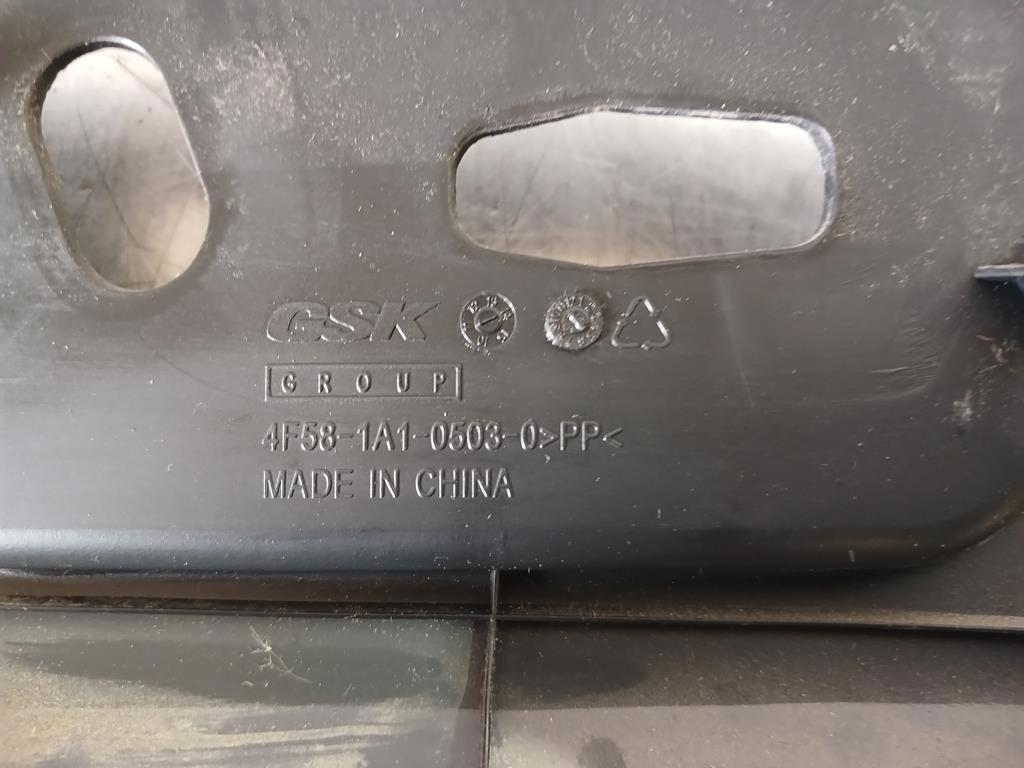 GSK
GROUP
4F58-1A1-0503-0>PP<
MADE IN CHINA